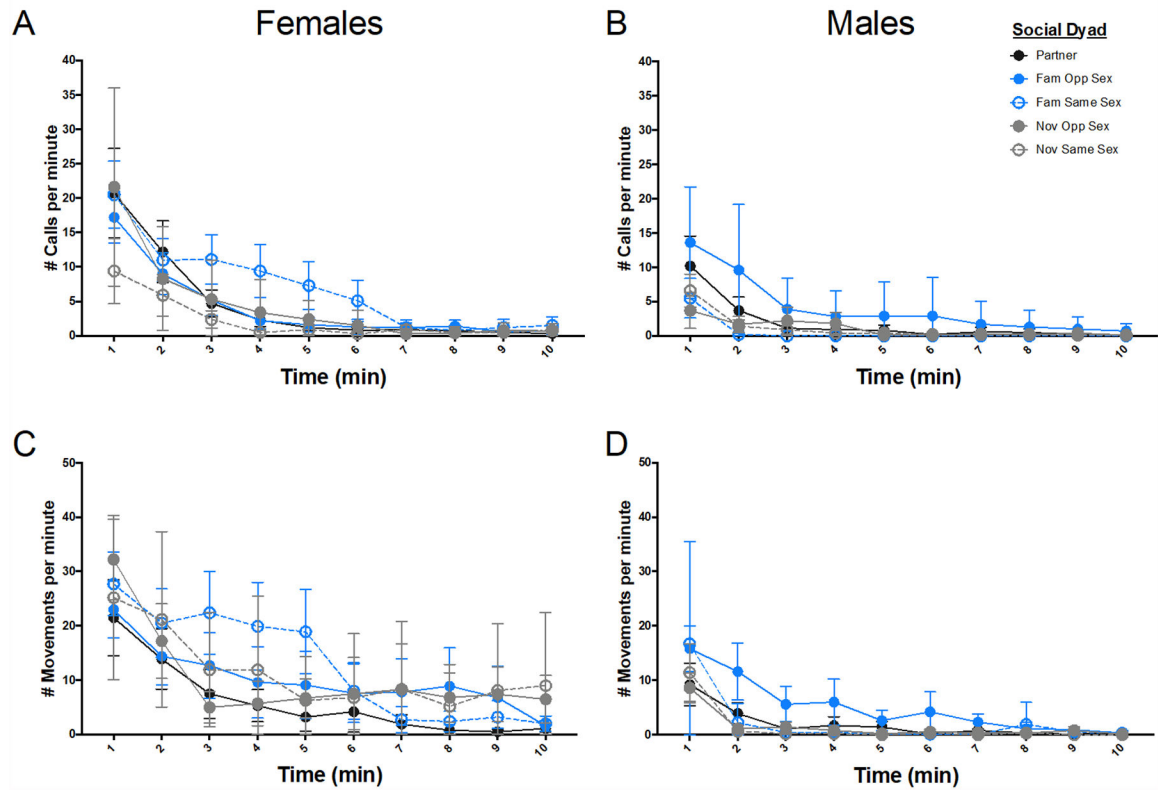 A
Females
B
Males
Social Dyad
Partner
Fam Opp Sex
Fam Same Sex
Nov Opp Sex
Nov Same Sex
# Calls per minute
40
35
30
25
20
15
10
5
0
1 2 3 4 5 6 7 8 9 10
Time (min)
# Calls per minute
40
35
30
25
20
15
10
5
0
1 2 3 4 5 6 7 8 9 10
Time (min)
C
# Movements per minute
50
40
30
20
10
0
1 2 3 4 5 6 7 8 9 10
Time (min)
D
# Movements per minute
50
40
30
20
10
0
1 2 3 4 5 6 7 8 9 10
Time (min)